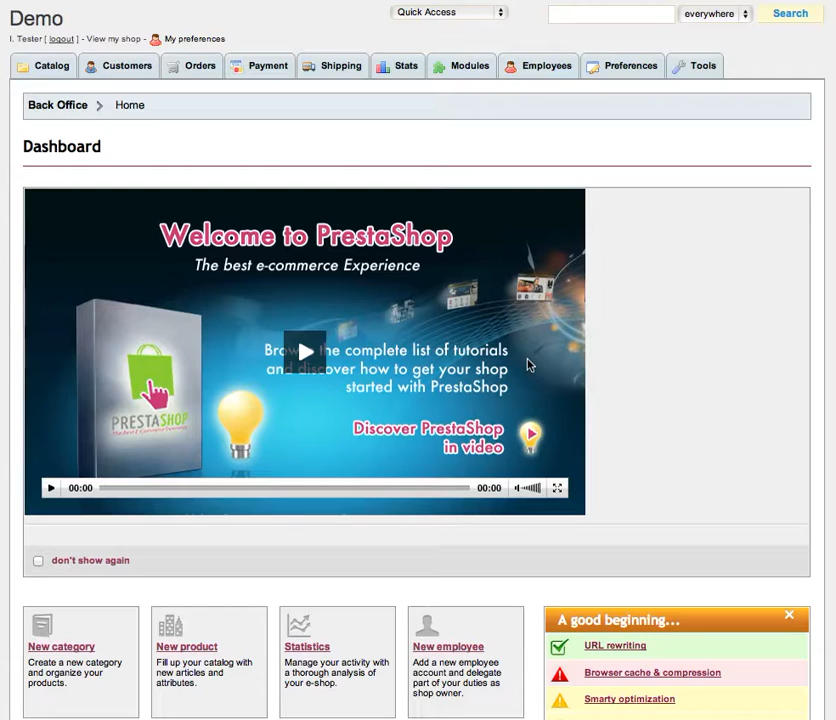 Demo
Quick Access
everywhere
Search
I. Tester [ logout ] - View my shop - My preferences
Catalog
Customers
Orders
Payment
Shipping
Stats
Modules
Employees
Preferences
Tools
Back Office
Home
Dashboard
Welcome to PrestaShop
The best e-commerce Experience
the complete list of tutorials
and discover how to get your shop
started with PrestaShop
PRESTASHOP
Discover PrestaShop
in video
00:00
00:00
don't show again
New category
Create a new category
and organize your
products.
New product
Fill up your catalog with
new articles and
attributes.
Statistics
Manage your activity with
a thorough analysis of
your e-shop.
New employee
Add a new employee
account and delegate
part of your duties as
shop owner.
A good beginning...
URL rewriting
Browser cache & compression
Smarty optimization